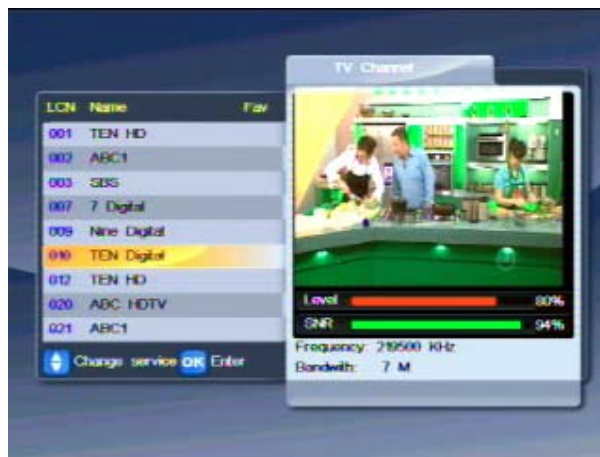 TV Channel
LCN Name Fav
001 TEN HD
002 ABC1
003 SBS
007 7 Digital
009 Nine Digital
010 TEN Digital
012 TEN HD
020 ABC HDTV
021 ABC1
Change service OK Enter
Level 80%
SNR 94%
Frequency: 219500 KHz
Bandwith: 7 M